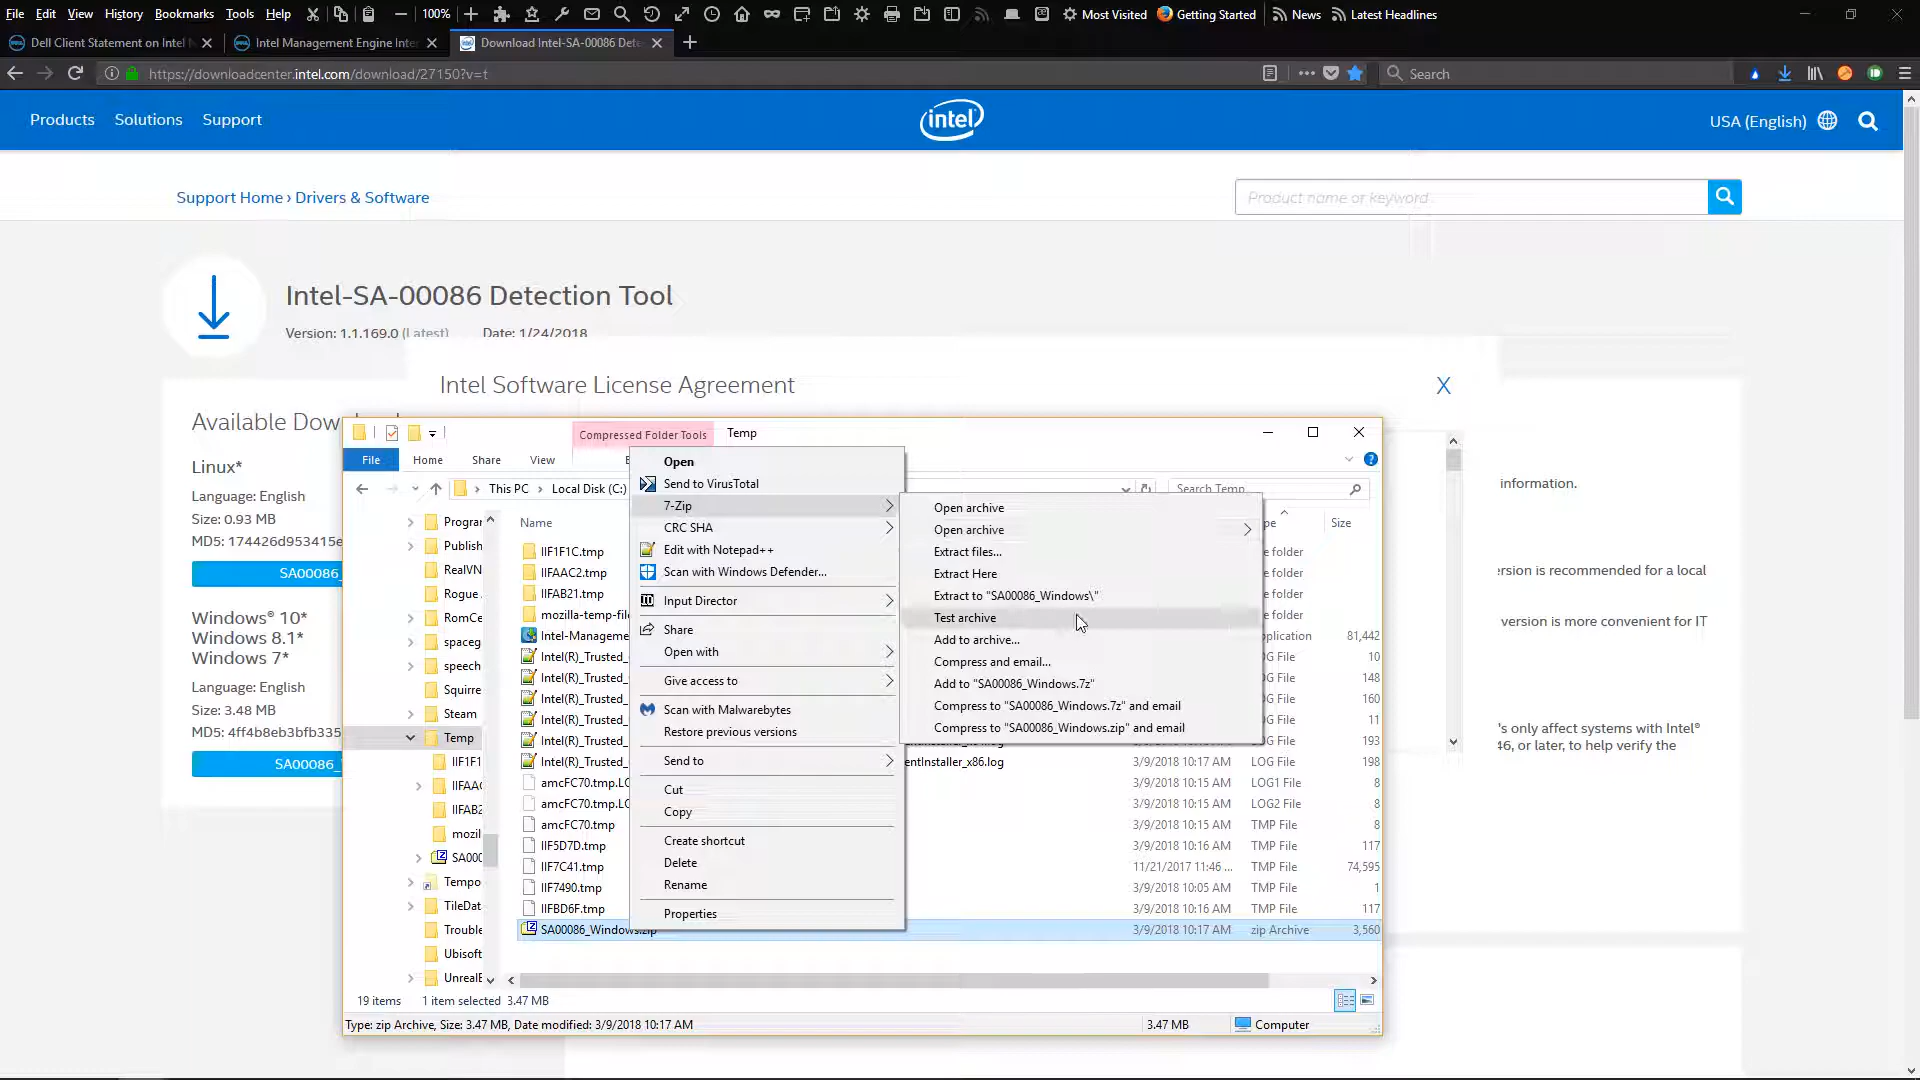 File Edit View History Bookmarks Tools Help 100% Most Visited Getting Started News Latest Headlines
Dell Client Statement on Intel Intel Management Engine Inter Download Intel-SA-00086 Dete
https://downloadcenter.intel.com/download/27150?v=t Search
Products Solutions Support intel USA (English)
Support Home › Drivers & Software Product name or keyword
Intel-SA-00086 Detection Tool
Version: 1.1.169.0 (Latest) Date: 1/24/2018
Intel Software License Agreement X
Available Dow
Linux*
Language: English
Size: 0.93 MB
MD5: 174426d953415e
SA00086_
Windows® 10*
Windows 8.1*
Windows 7*
Language: English
Size: 3.48 MB
MD5: 4ff4b8eb3bfb335
SA00086_
information.
ersion is recommended for a local
version is more convenient for IT
's only affect systems with Intel®
46, or later, to help verify the
Compressed Folder Tools Temp
File Home Share View
This PC Local Disk (C:) Search Temp
Name pe Size
Program
Publish
RealVN
Rogue
RomCe
spaceg
speech
Squirre
Steam
Temp
IIF1F1
IIFAAC
IIFAB2
mozil
SA000
Tempo
TileDat
Trouble
Ubisoft
UnrealE
IIF1F1C.tmp e folder
IIFAAC2.tmp e folder
IIFAB21.tmp e folder
mozilla-temp-file e folder
Intel-Manageme plication 81,442
Intel(R)_Trusted_ G File 10
Intel(R)_Trusted_ G File 148
Intel(R)_Trusted_ G File 160
Intel(R)_Trusted_ G File 11
Intel(R)_Trusted_ 193
Intel(R)_Trusted_ entInstaller_x86.log 3/9/2018 10:17 AM LOG File 198
amcFC70.tmp.LO 3/9/2018 10:15 AM LOG1 File 8
amcFC70.tmp.LO 3/9/2018 10:15 AM LOG2 File 8
amcFC70.tmp 3/9/2018 10:15 AM TMP File 8
IIF5D7D.tmp 3/9/2018 10:16 AM TMP File 117
IIF7C41.tmp 11/21/2017 11:46 ... TMP File 74,595
IIF7490.tmp 3/9/2018 10:05 AM TMP File 1
IIFBD6F.tmp 3/9/2018 10:16 AM TMP File 117
SA00086_Windows.zip 3/9/2018 10:17 AM zip Archive 3,560
Open
Send to VirusTotal
7-Zip
CRC SHA
Edit with Notepad++
Scan with Windows Defender...
Input Director
Share
Open with
Give access to
Scan with Malwarebytes
Restore previous versions
Send to
Cut
Copy
Create shortcut
Delete
Rename
Properties
Open archive
Open archive
Extract files...
Extract Here
Extract to "SA00086_Windows\"
Test archive
Add to archive...
Compress and email...
Add to "SA00086_Windows.7z"
Compress to "SA00086_Windows.7z" and email
Compress to "SA00086_Windows.zip" and email
19 items 1 item selected 3.47 MB
Type: zip Archive, Size: 3.47 MB, Date modified: 3/9/2018 10:17 AM 3.47 MB Computer